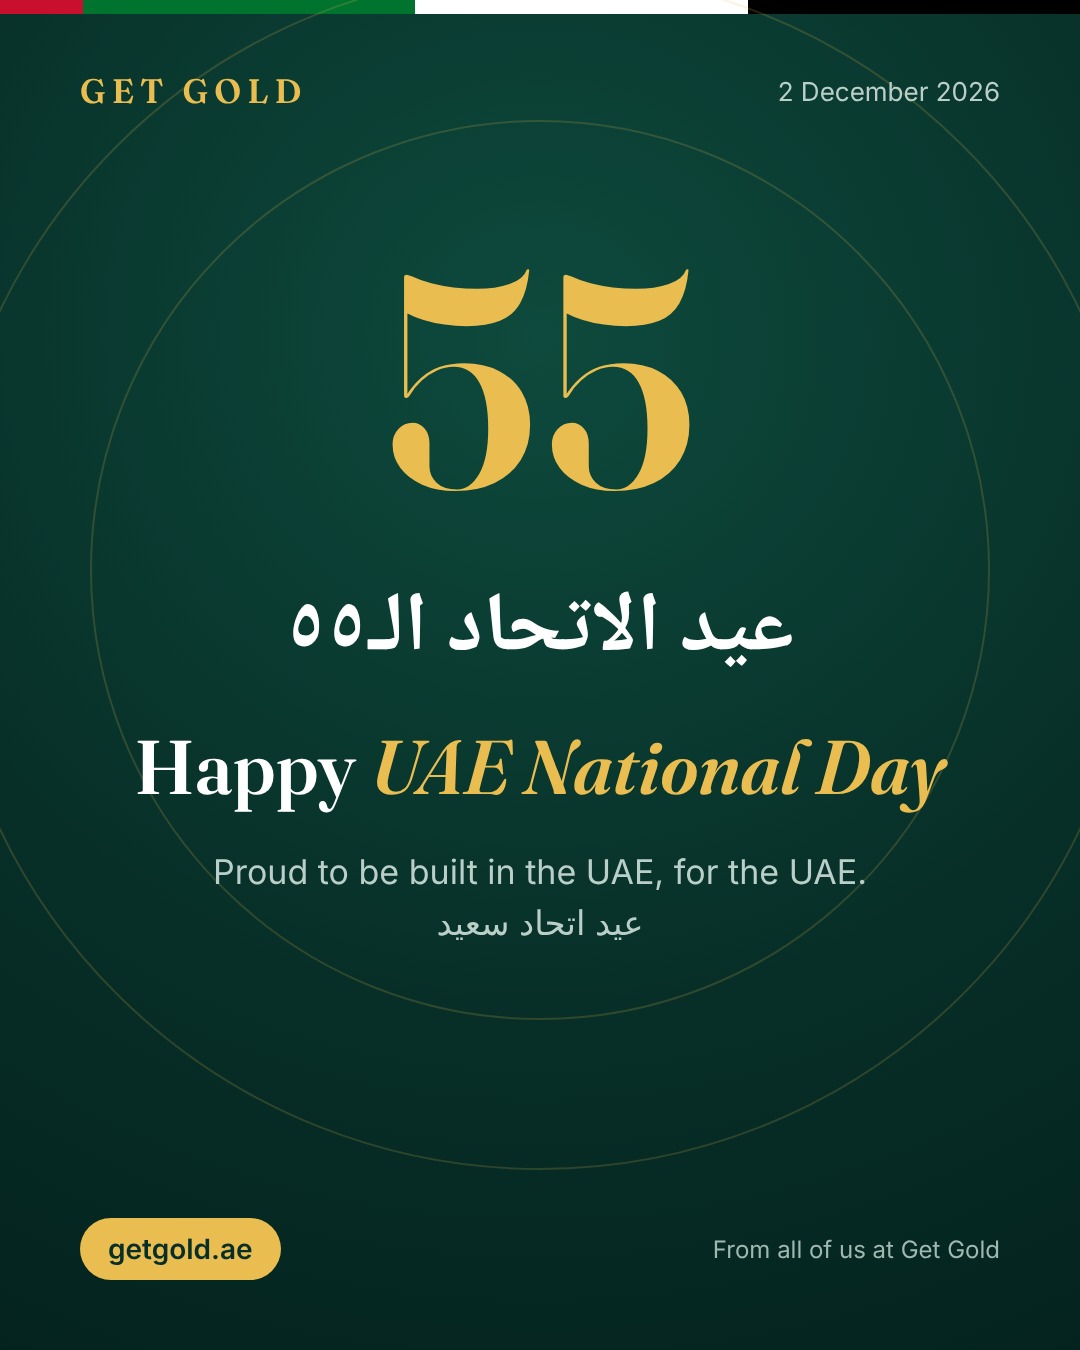 GET GOLD
2 December 2026
55
عيد الاتحاد الـ٥٥
Happy UAE National Day
Proud to be built in the UAE, for the UAE.
عيد اتحاد سعيد
getgold.ae
From all of us at Get Gold